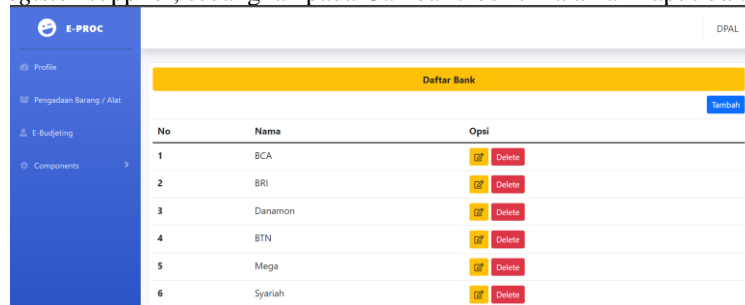 E-PROC
DPAL
Profile
Daftar Bank
Pengadaan Barang / Alat
Tambah
E-Budjeting
No Nama Opsi
Components
1 BCA Delete
2 BRI Delete
3 Danamon Delete
4 BTN Delete
5 Mega Delete
6 Syariah Delete